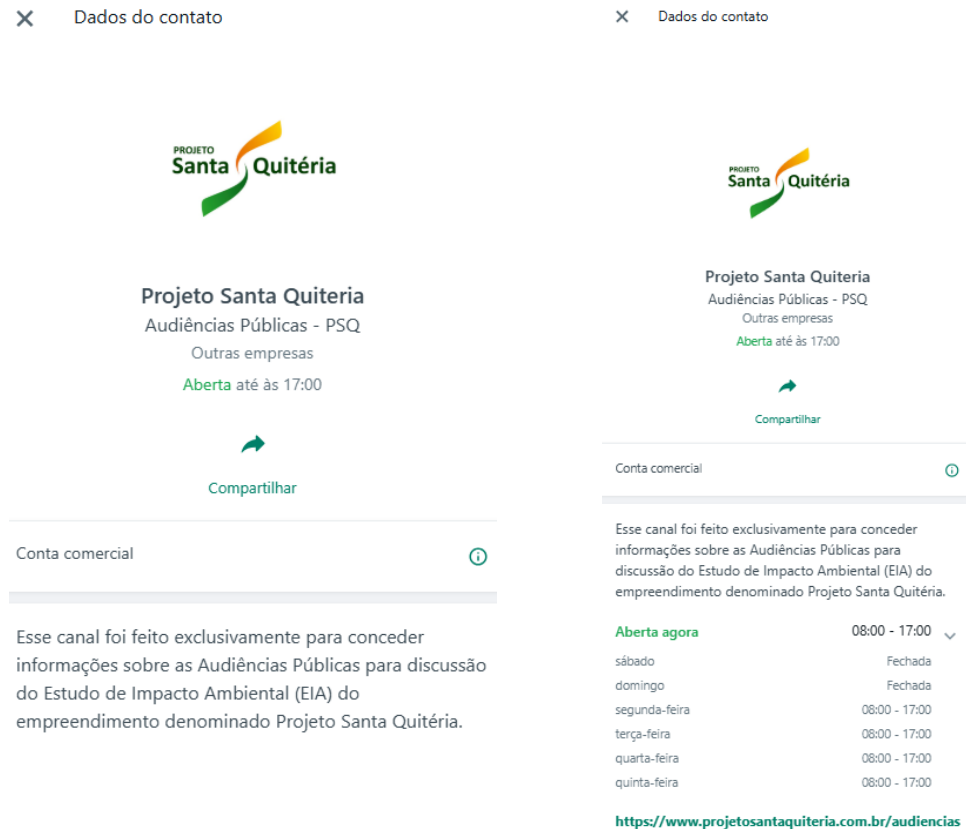 Dados do contato
PROJETO
Santa Quitéria
Projeto Santa Quiteria
Audiências Públicas - PSQ
Outras empresas
Aberta até às 17:00
Compartilhar
Conta comercial
Esse canal foi feito exclusivamente para conceder
informações sobre as Audiências Públicas para discussão
do Estudo de Impacto Ambiental (EIA) do
empreendimento denominado Projeto Santa Quitéria.
Dados do contato
PROJETO
Santa Quitéria
Projeto Santa Quiteria
Audiências Públicas - PSQ
Outras empresas
Aberta até às 17:00
Compartilhar
Conta comercial
Esse canal foi feito exclusivamente para conceder
informações sobre as Audiências Públicas para
discussão do Estudo de Impacto Ambiental (EIA) do
empreendimento denominado Projeto Santa Quitéria.
Aberta agora 08:00 - 17:00
sábado Fechada
domingo Fechada
segunda-feira 08:00 - 17:00
terça-feira 08:00 - 17:00
quarta-feira 08:00 - 17:00
quinta-feira 08:00 - 17:00
https://www.projetosantaquiteria.com.br/audiencias